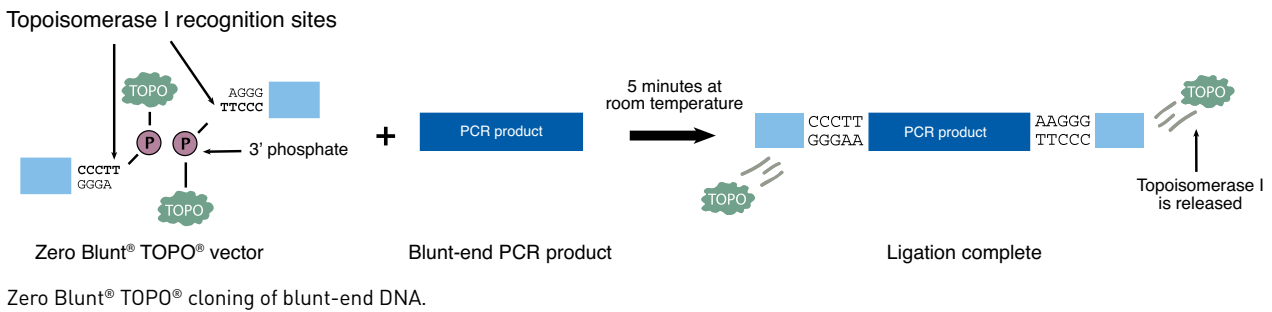 Topoisomerase I recognition sites
TOPO
AGGG
TTCCC
P
P
3’ phosphate
CCCTT
GGGA
TOPO
Zero Blunt® TOPO® vector
+
PCR product
Blunt-end PCR product
5 minutes at
room temperature
CCCTT
GGGAA
PCR product
AAGGG
TTCCC
TOPO
TOPO
Topoisomerase I
is released
Ligation complete
Zero Blunt® TOPO® cloning of blunt-end DNA.